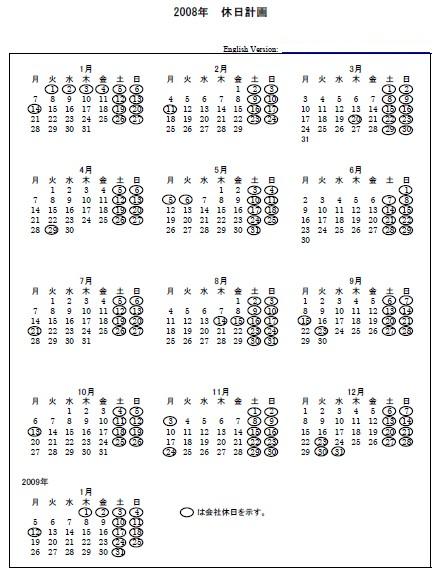 2008年 休日計画
English Version:
1月
月 火 水 木 金 土 日
1 2 3 4 5 6
7 8 9 10 11 12 13
14 15 16 17 18 19 20
21 22 23 24 25 26 27
28 29 30 31
2月
月 火 水 木 金 土 日
1 2 3
4 5 6 7 8 9 10
11 12 13 14 15 16 17
18 19 20 21 22 23 24
25 26 27 28 29
3月
月 火 水 木 金 土 日
1 2
3 4 5 6 7 8 9
10 11 12 13 14 15 16
17 18 19 20 21 22 23
24 25 26 27 28 29 30
31
4月
月 火 水 木 金 土 日
1 2 3 4 5 6
7 8 9 10 11 12 13
14 15 16 17 18 19 20
21 22 23 24 25 26 27
28 29 30
5月
月 火 水 木 金 土 日
1 2 3 4
5 6 7 8 9 10 11
12 13 14 15 16 17 18
19 20 21 22 23 24 25
26 27 28 29 30 31
6月
月 火 水 木 金 土 日
1
2 3 4 5 6 7 8
9 10 11 12 13 14 15
16 17 18 19 20 21 22
23 24 25 26 27 28 29
30
7月
月 火 水 木 金 土 日
1 2 3 4 5 6
7 8 9 10 11 12 13
14 15 16 17 18 19 20
21 22 23 24 25 26 27
28 29 30 31
8月
月 火 水 木 金 土 日
1 2 3
4 5 6 7 8 9 10
11 12 13 14 15 16 17
18 19 20 21 22 23 24
25 26 27 28 29 30 31
9月
月 火 水 木 金 土 日
1 2 3 4 5 6 7
8 9 10 11 12 13 14
15 16 17 18 19 20 21
22 23 24 25 26 27 28
29 30
10月
月 火 水 木 金 土 日
1 2 3 4 5
6 7 8 9 10 11 12
13 14 15 16 17 18 19
20 21 22 23 24 25 26
27 28 29 30 31
11月
月 火 水 木 金 土 日
1 2
3 4 5 6 7 8 9
10 11 12 13 14 15 16
17 18 19 20 21 22 23
24 25 26 27 28 29 30
12月
月 火 水 木 金 土 日
1 2 3 4 5 6 7
8 9 10 11 12 13 14
15 16 17 18 19 20 21
22 23 24 25 26 27 28
29 30 31
2009年
1月
月 火 水 木 金 土 日
1 2 3 4
5 6 7 8 9 10 11
12 13 14 15 16 17 18
19 20 21 22 23 24 25
26 27 28 29 30 31
は会社休日を示す。